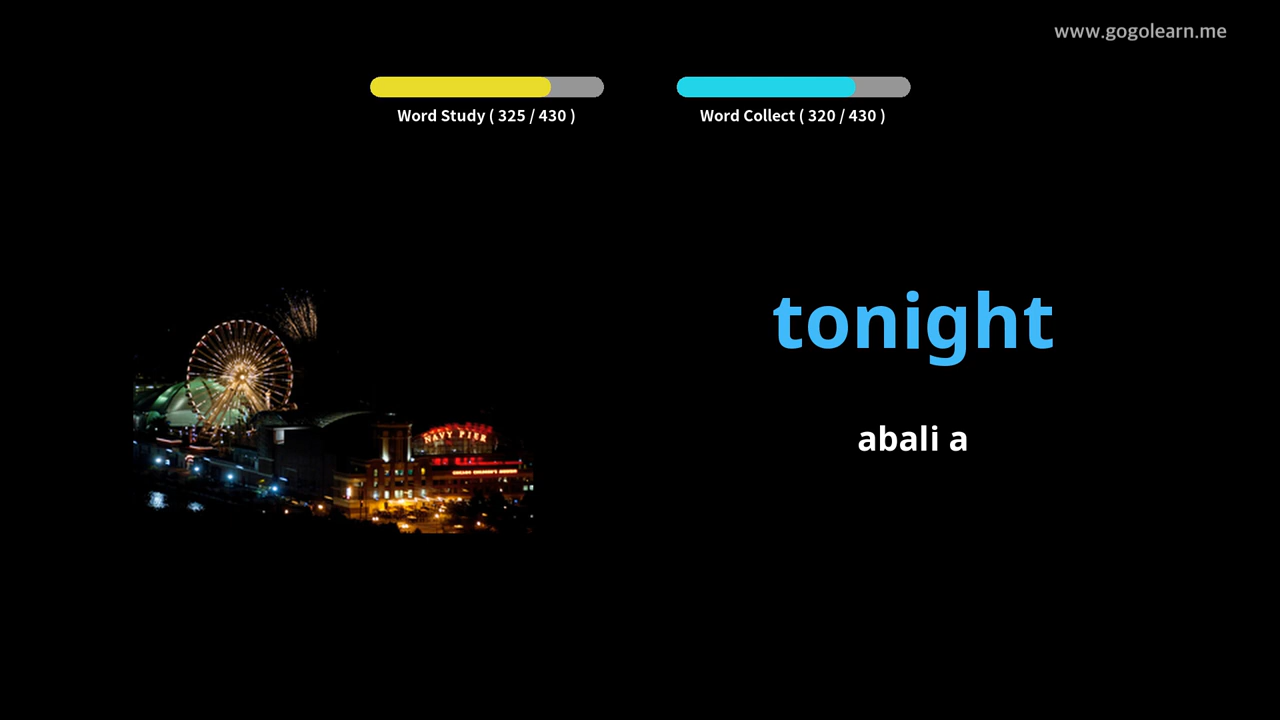 www.gogolearn.me
Word Study ( 325 / 430 )
Word Collect ( 320 / 430 )
tonight
abali a
NAVY PIER